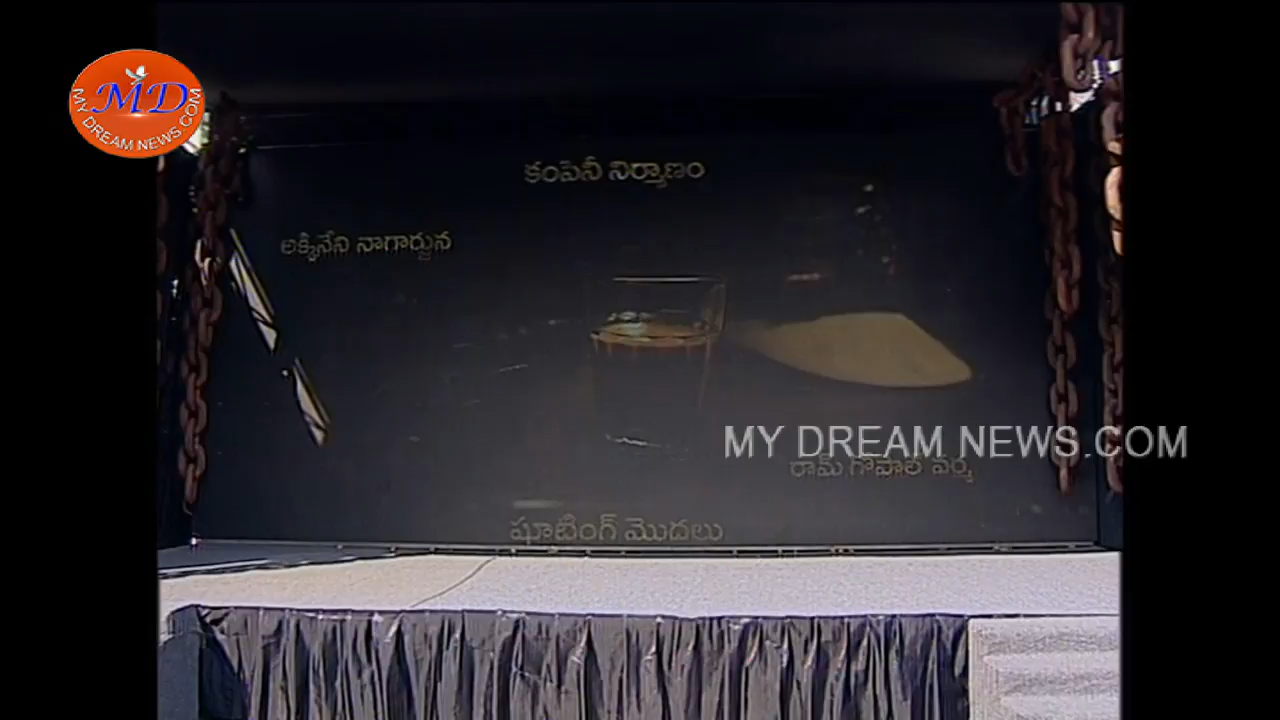 MD
MY DREAM NEWS.COM
కంపెనీ నిర్మాణం
అక్కినేని నాగార్జున
MY DREAM NEWS.COM
రామ్ గోపాల్ వర్మ
షూటింగ్ మొదలు